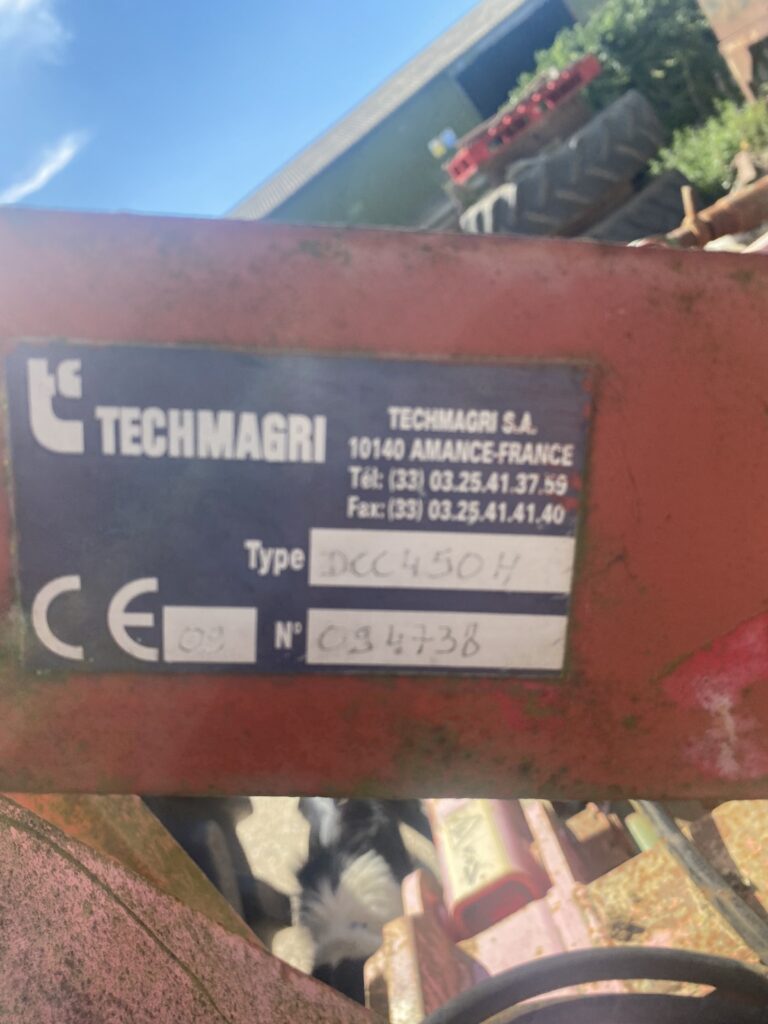 TECHMAGRI
TECHMAGRI S.A.
10140 AMANCE-FRANCE
Tél: (33) 03.25.41.37.59
Fax: (33) 03.25.41.41.40
Type DCC450H
CE 09 N° 094738